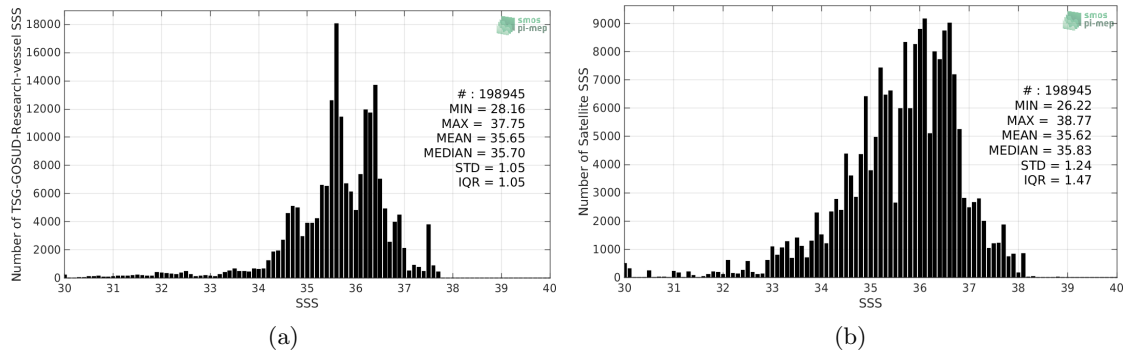 Number of TSG-GOSUD-Research-vessel SSS
18000
16000
14000
12000
10000
8000
6000
4000
2000
0
smos
pi-mep
# : 198945
MIN = 28.16
MAX = 37.75
MEAN = 35.65
MEDIAN = 35.70
STD = 1.05
IQR = 1.05
30 31 32 33 34 35 36 37 38 39 40
SSS
(a)
Number of Satellite SSS
9000
8000
7000
6000
5000
4000
3000
2000
1000
0
smos
pi-mep
# : 198945
MIN = 26.22
MAX = 38.77
MEAN = 35.62
MEDIAN = 35.83
STD = 1.24
IQR = 1.47
30 31 32 33 34 35 36 37 38 39 40
SSS
(b)